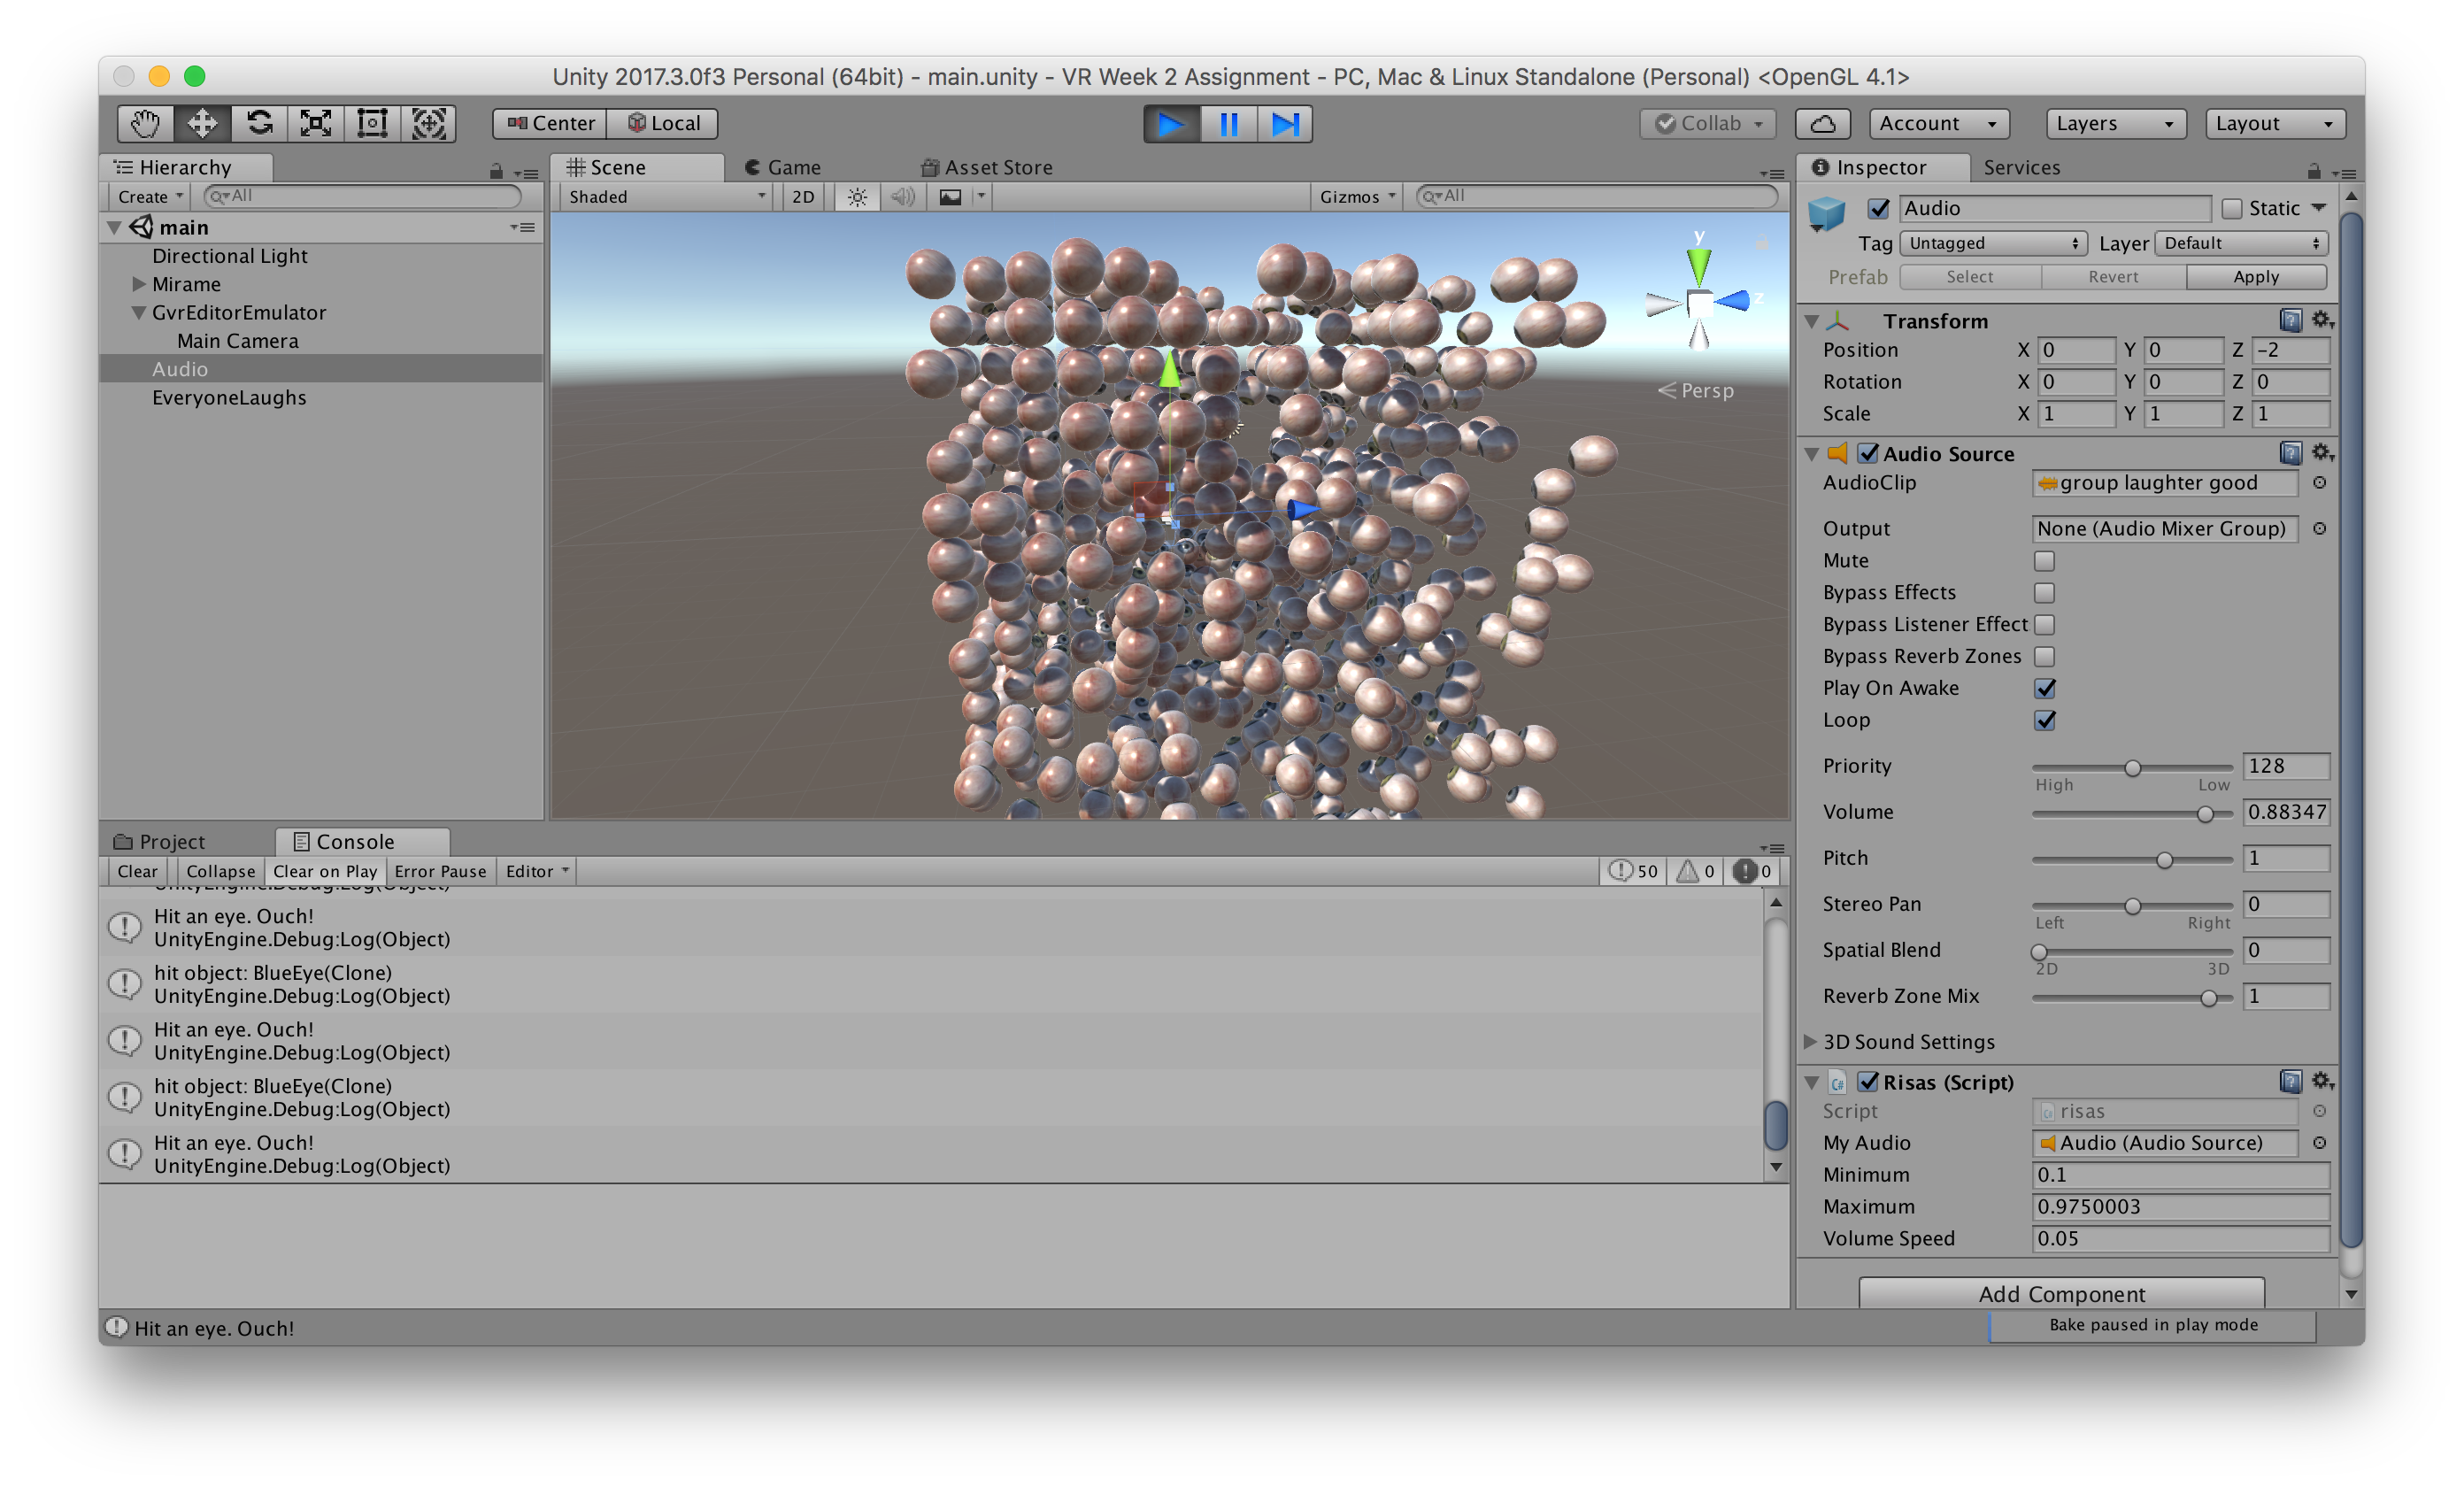 Unity 2017.3.0f3 Personal (64bit) - main.unity - VR Week 2 Assignment - PC, Mac & Linux Standalone (Personal) <OpenGL 4.1>
Center Local Collab Account Layers Layout
Hierarchy
Create All
main
Directional Light
Mirame
GvrEditorEmulator
Main Camera
Audio
EveryoneLaughs
Scene Game Asset Store
Shaded 2D Gizmos All
y
z
Persp
Inspector Services
Audio Static
Tag Untagged Layer Default
Prefab Select Revert Apply
Transform
Position X 0 Y 0 Z -2
Rotation X 0 Y 0 Z 0
Scale X 1 Y 1 Z 1
Audio Source
AudioClip group laughter good
Output None (Audio Mixer Group)
Mute
Bypass Effects
Bypass Listener Effect
Bypass Reverb Zones
Play On Awake
Loop
Priority 128
High Low
Volume 0.88347
Pitch 1
Stereo Pan 0
Left Right
Spatial Blend 0
2D 3D
Reverb Zone Mix 1
3D Sound Settings
C# Risas (Script)
Script risas
My Audio Audio (Audio Source)
Minimum 0.1
Maximum 0.9750003
Volume Speed 0.05
Add Component
Project Console
Clear Collapse Clear on Play Error Pause Editor 50 0 0
UnityEngine.Debug:Log(Object)
Hit an eye. Ouch!
UnityEngine.Debug:Log(Object)
hit object: BlueEye(Clone)
UnityEngine.Debug:Log(Object)
Hit an eye. Ouch!
UnityEngine.Debug:Log(Object)
hit object: BlueEye(Clone)
UnityEngine.Debug:Log(Object)
Hit an eye. Ouch!
UnityEngine.Debug:Log(Object)
Hit an eye. Ouch!
Bake paused in play mode